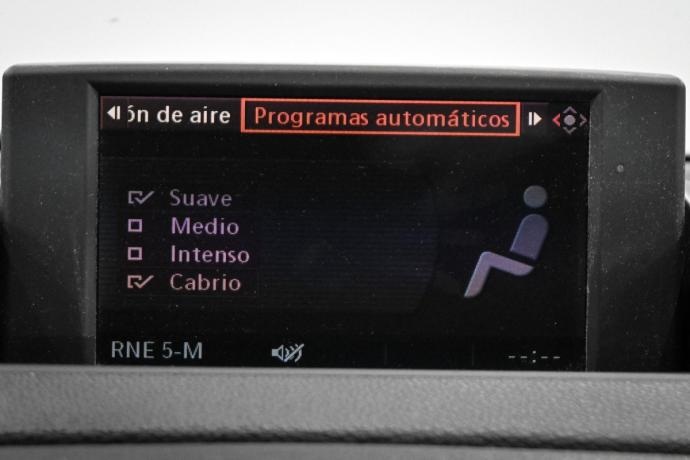 ón de aire Programas automáticos
Suave
Medio
Intenso
Cabrio
RNE 5-M --:--